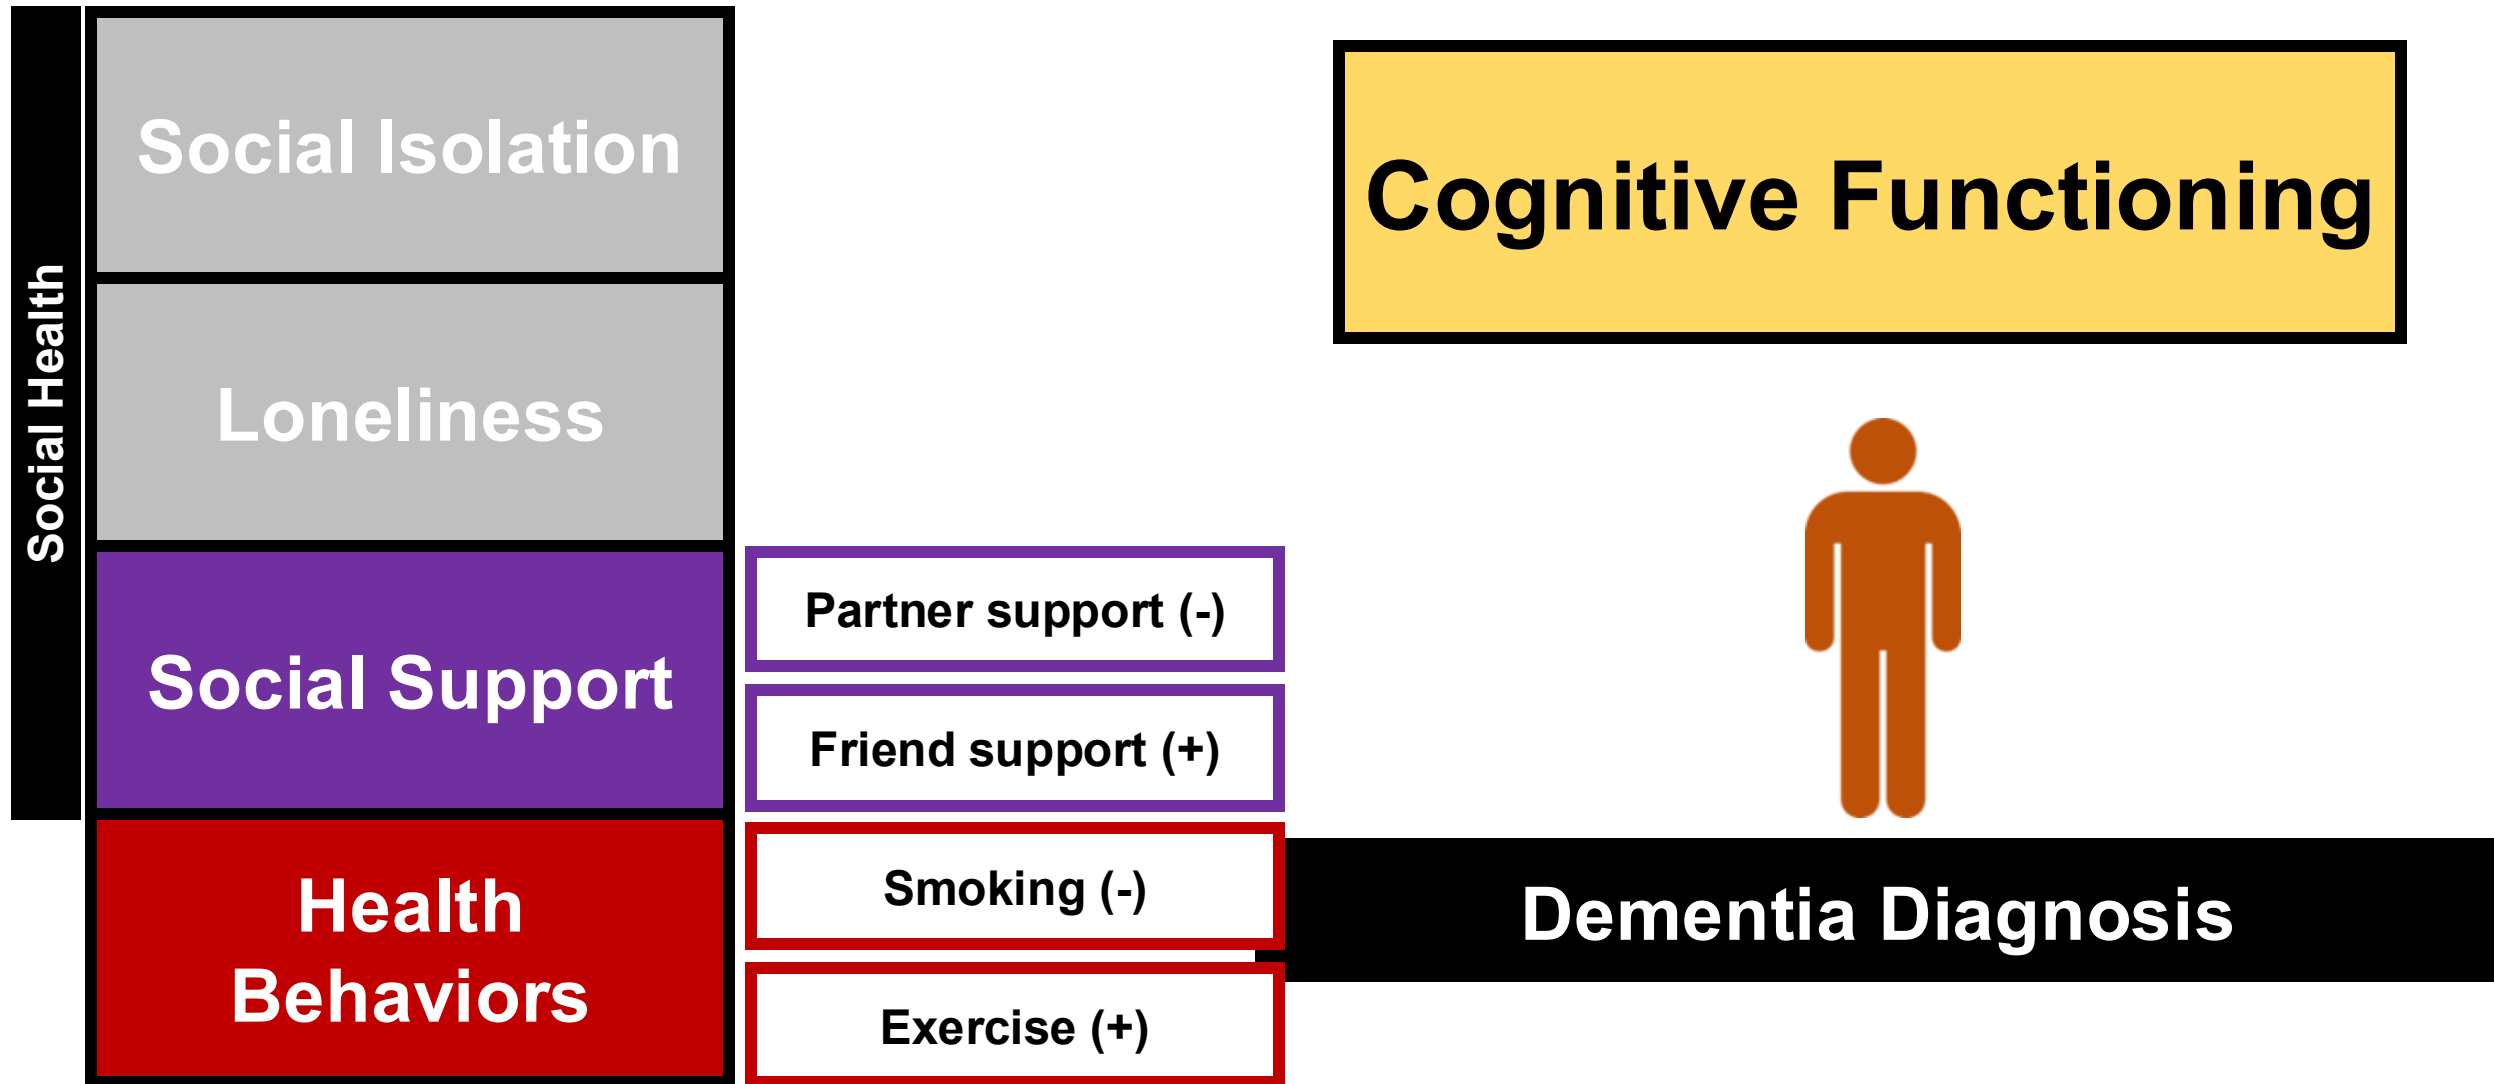 Social Health
Social Isolation
Loneliness
Social Support
Health
Behaviors
Partner support (-)
Friend support (+)
Smoking (-)
Exercise (+)
Cognitive Functioning
Dementia Diagnosis